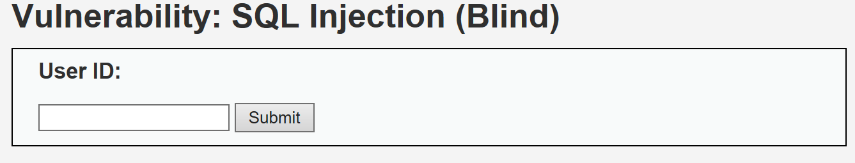 Vulnerability: SQL Injection (Blind)
User ID:
Submit